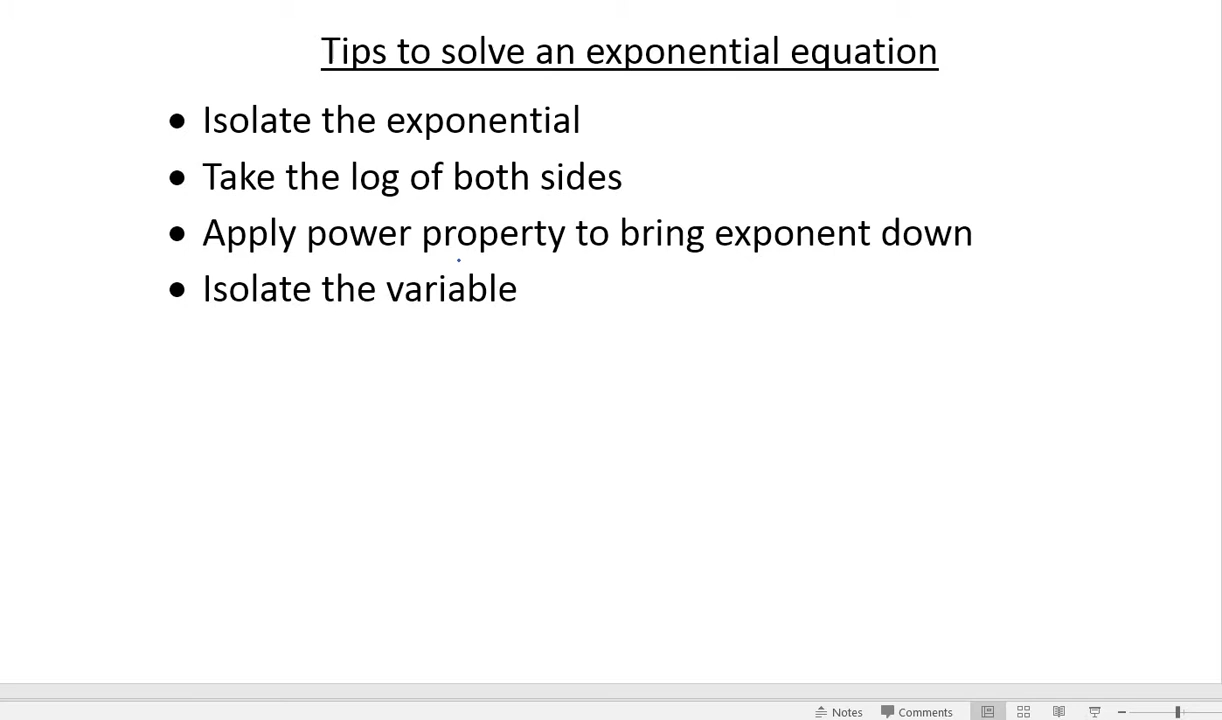 Tips to solve an exponential equation
• Isolate the exponential
• Take the log of both sides
• Apply power property to bring exponent down
• Isolate the variable
Notes Comments